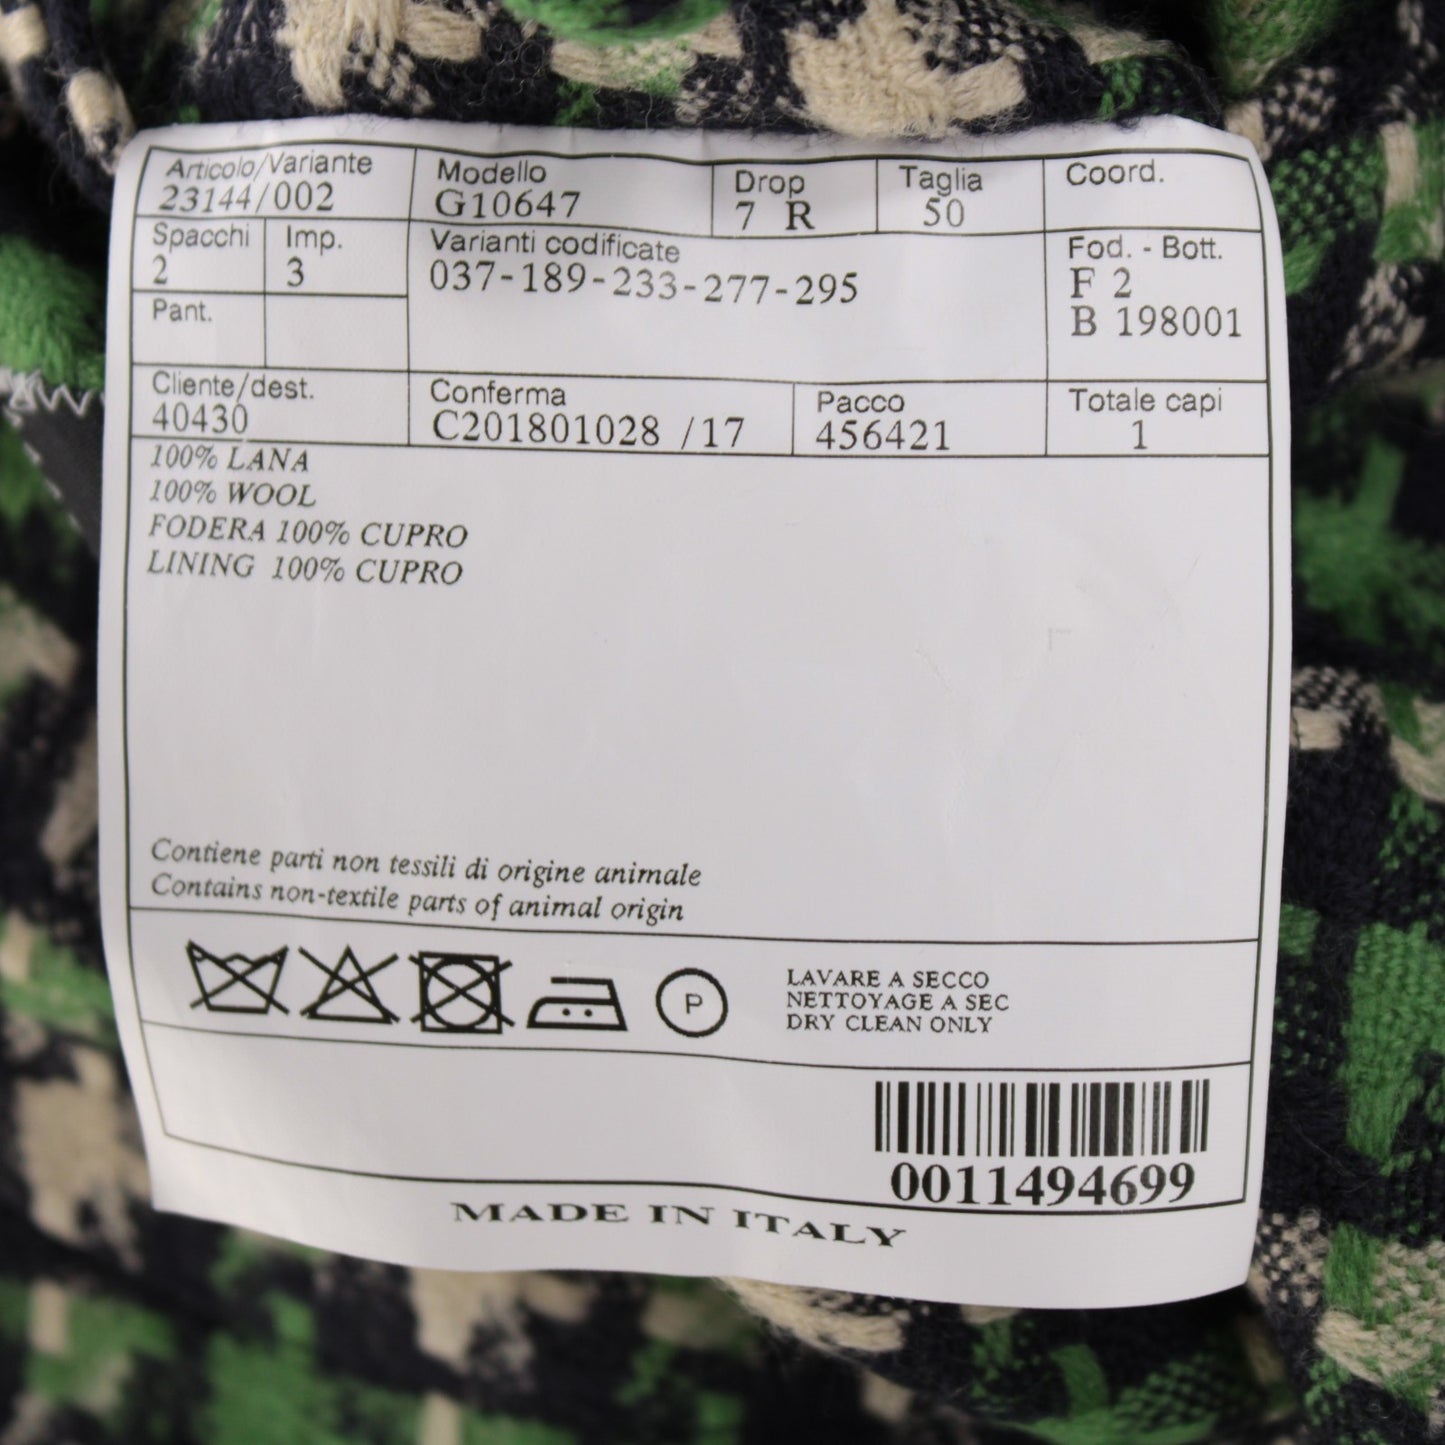 Articolo/Variante
23144/002
Modello
G10647
Drop
7 R
Taglia
50
Coord.
Spacchi
2
Imp.
3
Varianti codificate
037-189-233-277-295
Fod. - Bott.
F 2
B 198001
Pant.
Cliente/dest.
40430
Conferma
C201801028 /17
Pacco
456421
Totale capi
1
100% LANA
100% WOOL
FODERA 100% CUPRO
LINING 100% CUPRO
Contiene parti non tessili di origine animale
Contains non-textile parts of animal origin
P
LAVARE A SECCO
NETTOYAGE A SEC
DRY CLEAN ONLY
0011494699
MADE IN ITALY